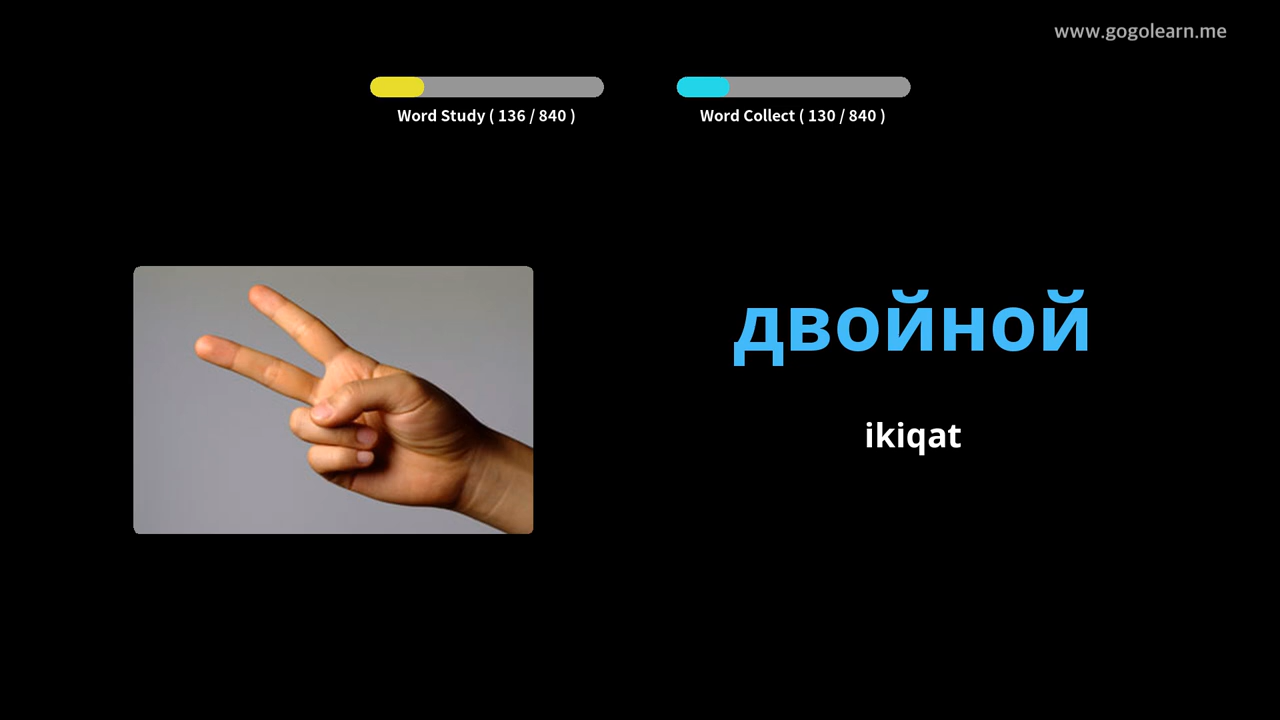 www.gogolearn.me
Word Study ( 136 / 840 )
Word Collect ( 130 / 840 )
двойной
ikiqat